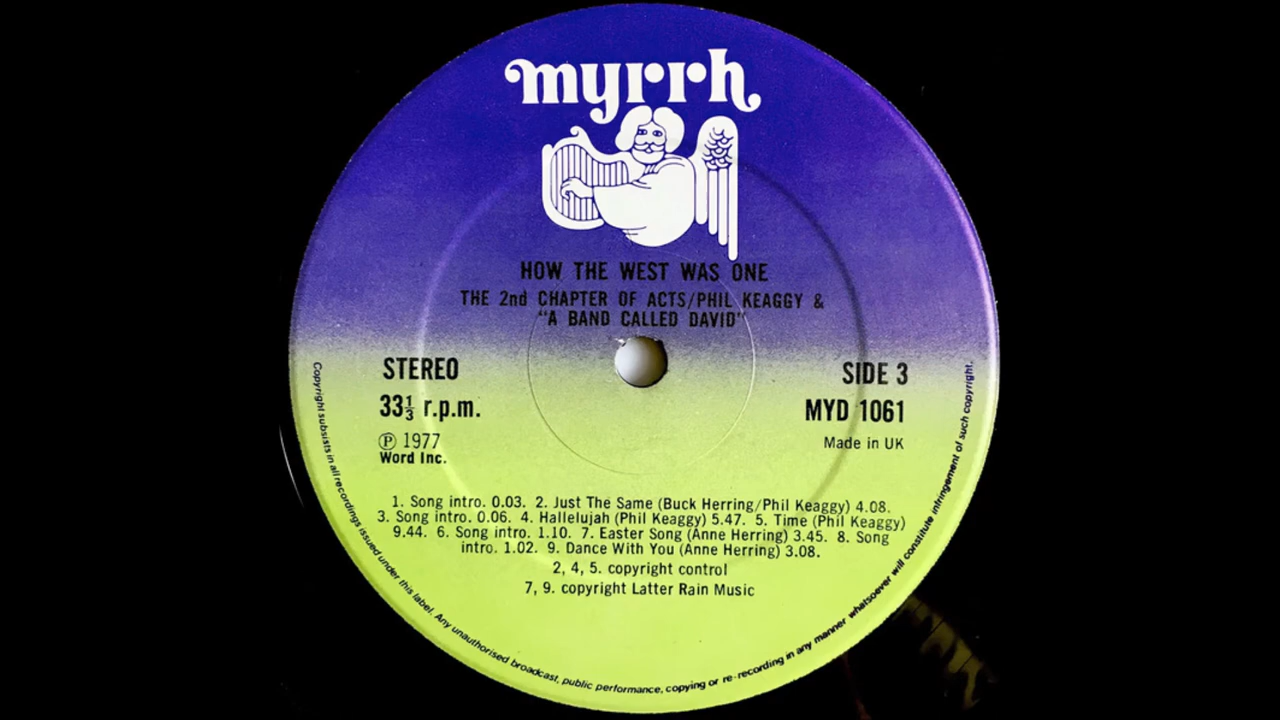 myrrh
HOW THE WEST WAS ONE
THE 2nd CHAPTER OF ACTS/PHIL KEAGGY &
"A BAND CALLED DAVID"
STEREO
SIDE 3
33⅓ r.p.m.
MYD 1061
Ⓟ 1977
Word Inc.
Made in UK
1. Song intro. 0.03. 2. Just The Same (Buck Herring/Phil Keaggy) 4.08.
3. Song intro. 0.06. 4. Hallelujah (Phil Keaggy) 5.47. 5. Time (Phil Keaggy)
9.44. 6. Song intro. 1.10. 7. Easter Song (Anne Herring) 3.45. 8. Song
intro. 1.02. 9. Dance With You (Anne Herring) 3.08.
2, 4, 5. copyright control
7, 9. copyright Latter Rain Music
Copyright subsists in all recordings issued under this label. Any unauthorised broadcast, public performance, copying or re-recording in any manner whatsoever will constitute infringement of such copyright.